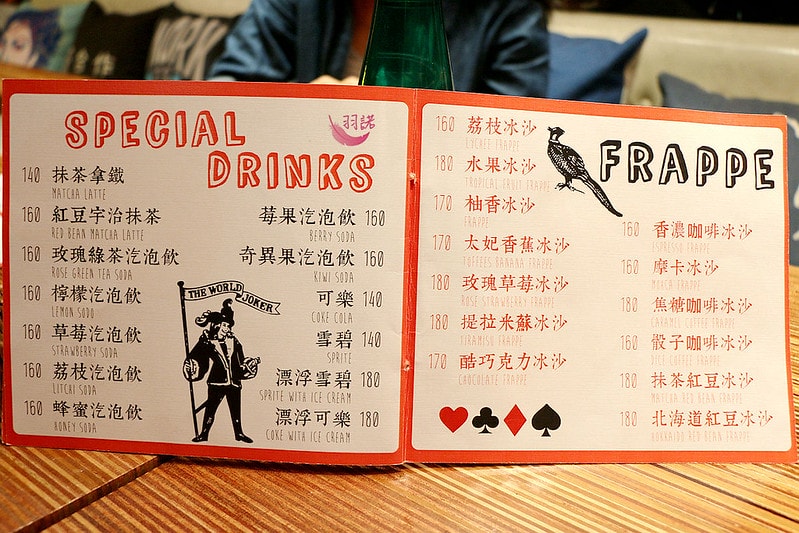 WORK
羽諾
SPECIAL
DRINKS
140 抹茶拿鐵
MATCHA LATTE
160 紅豆宇治抹茶
RED BEAN MATCHA LATTE
160 玫瑰綠茶汔泡飲
ROSE GREEN TEA SODA
160 檸檬汔泡飲
LEMON SODO
160 草莓汔泡飲
STRAWBERRY SODA
160 荔枝汔泡飲
LITCHI SODA
160 蜂蜜汔泡飲
HONEY SODA
莓果汔泡飲 160
BERRY SODA
奇異果汔泡飲 160
KIWI SODA
可樂 140
COKE COLA
雪碧 140
SPRITE
漂浮雪碧 180
SPRITE WITH ICE CREAM
漂浮可樂 180
COKE WITH ICE CREAM
THE WORLD
JOKER
FRAPPE
160 荔枝冰沙
LYCHEE FRAPPE
180 水果冰沙
TROPICAL FRUIT FRAPPE
170 柚香冰沙
FRAPPE
170 太妃香蕉冰沙
TOFFEES BANANA FRAPPE
180 玫瑰草莓冰沙
ROSE STRAWBERRY FRAPPE
180 提拉米蘇冰沙
TIRAMISU FRAPPE
170 酷巧克力冰沙
CHOCOLATE FRAPPE
160 香濃咖啡冰沙
ESPRESSO FRAPPE
160 摩卡冰沙
MOCHA FRAPPE
180 焦糖咖啡冰沙
CARAMEL COFFEE FRAPPE
160 骰子咖啡冰沙
DICE COFFEE FRAPPE
180 抹茶紅豆冰沙
MATCHA RED BEAN FRAPPE
180 北海道紅豆冰沙
HOKKAIDO RED BEAN FRAPPE